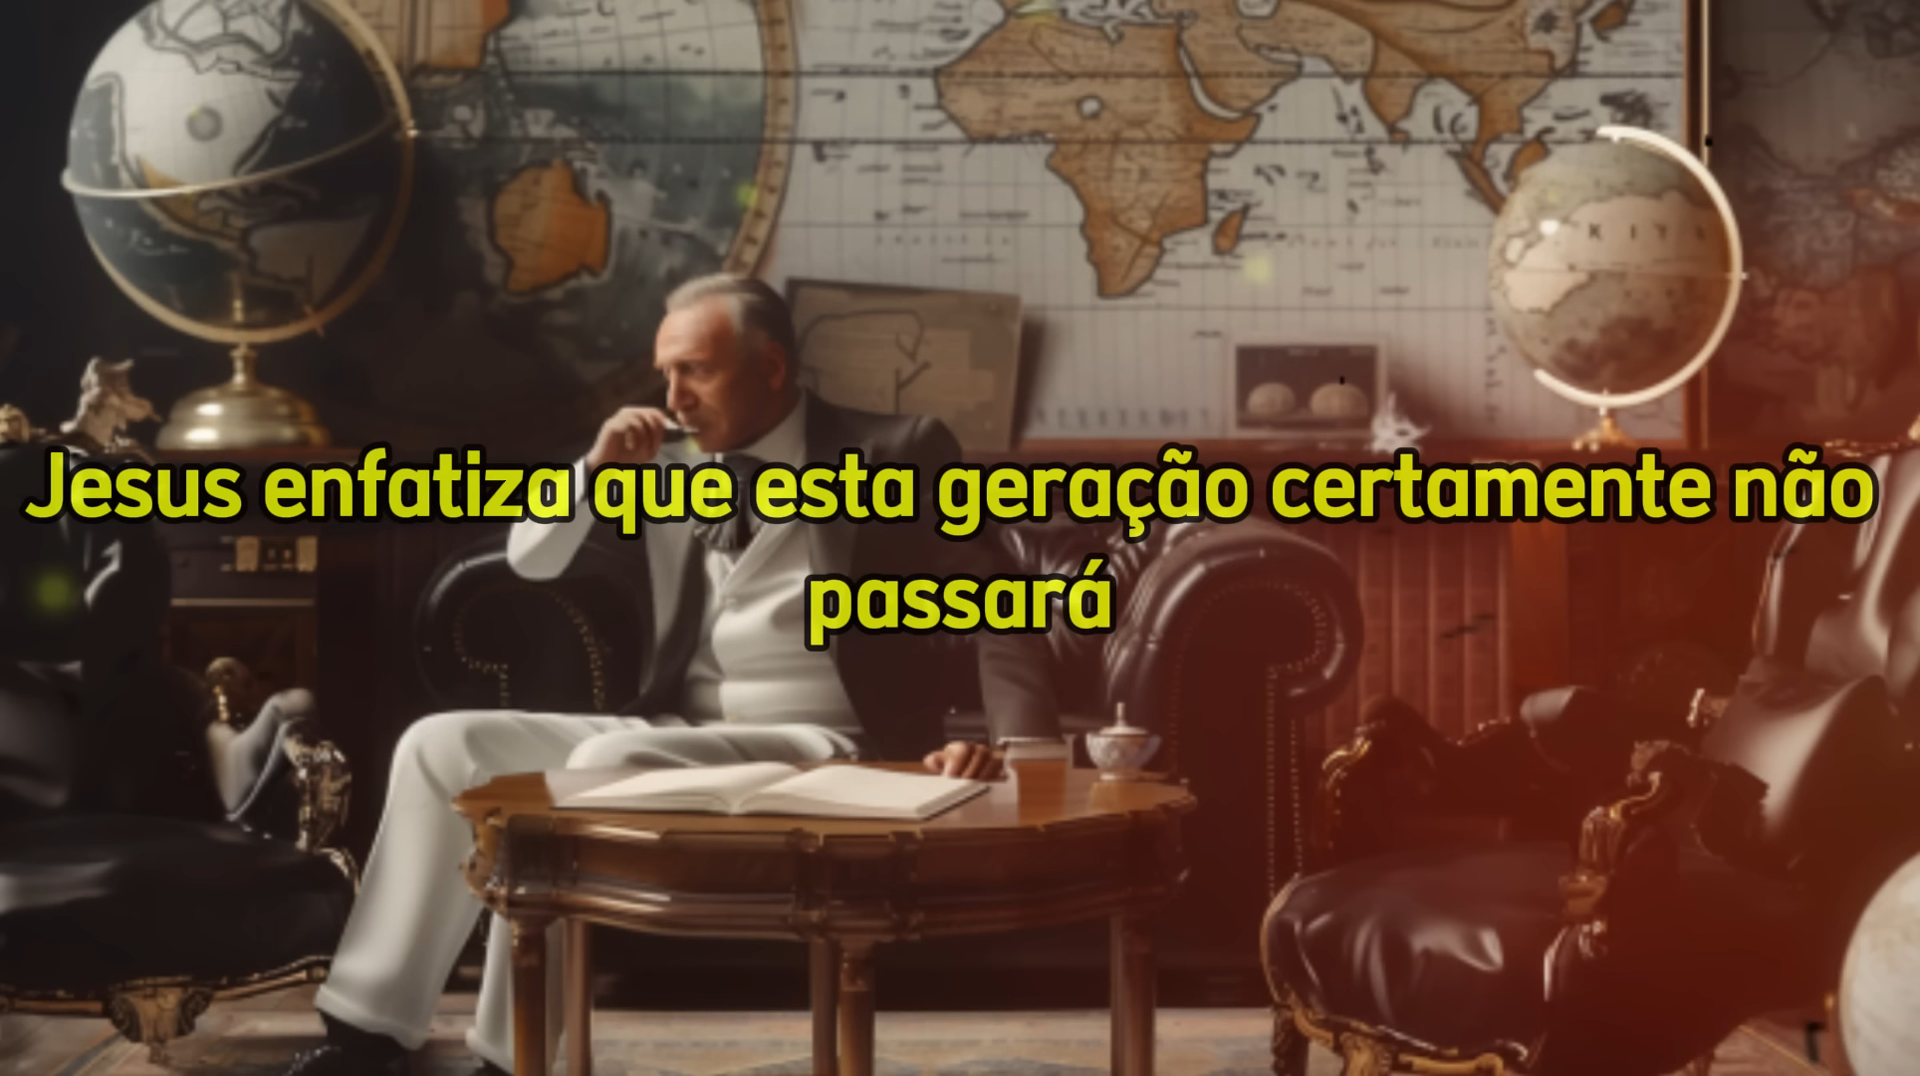 Jesus enfatiza que esta geração certamente não
passará